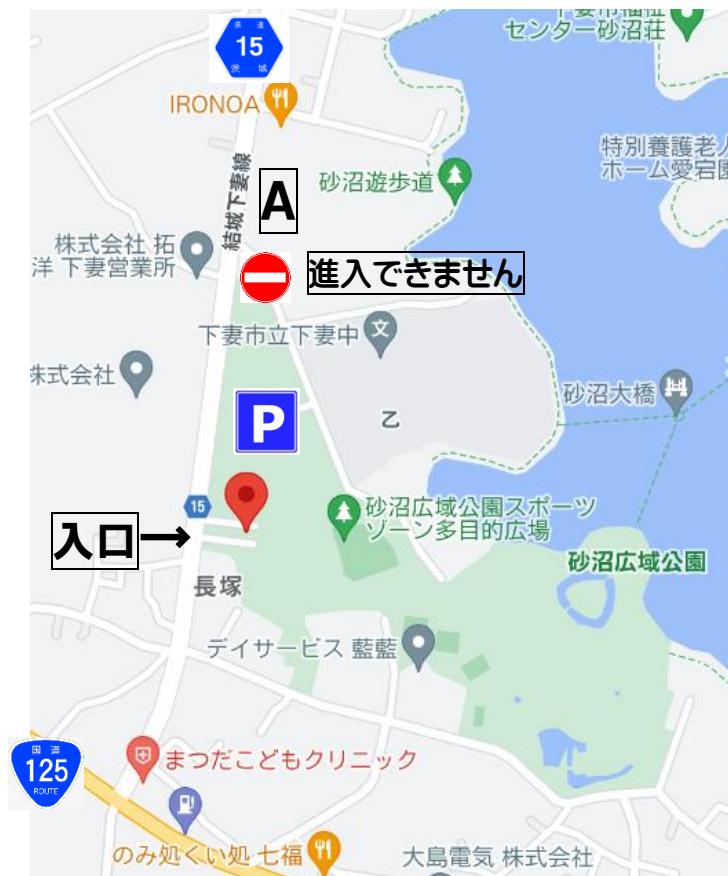 下妻市福祉
センター砂沼荘
県道
15
茨城
IRONOA
特別養護老人
ホーム愛宕園
砂沼遊歩道
結城下妻線
A
株式会社 拓
洋 下妻営業所
進入できません
下妻市立下妻中
文
株式会社
砂沼大橋
P
乙
15
砂沼広域公園スポーツ
ゾーン多目的広場
入口→
砂沼広域公園
長塚
デイサービス 藍藍
国道
125
ROUTE
まつだこどもクリニック
のみ処くい処 七福
大島電気 株式会社